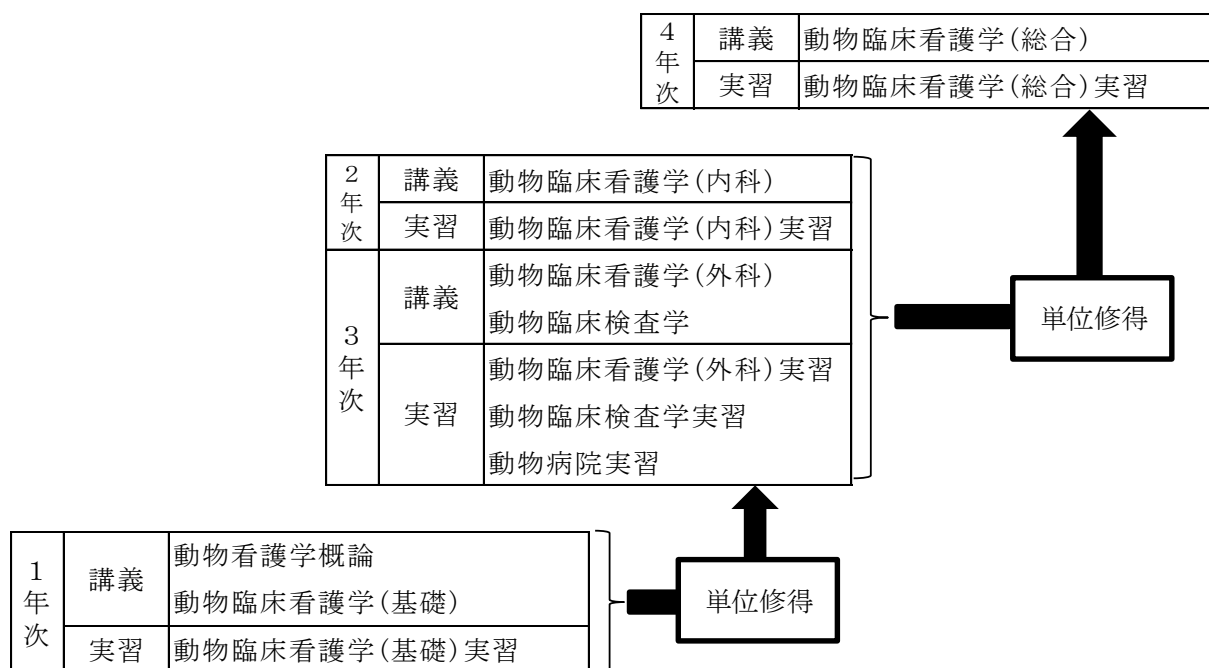 4年次
講義 動物臨床看護学(総合)
実習 動物臨床看護学(総合)実習
2年次
講義 動物臨床看護学(内科)
実習 動物臨床看護学(内科)実習
3年次
講義
動物臨床看護学(外科)
動物臨床検査学
実習
動物臨床看護学(外科)実習
動物臨床検査学実習
動物病院実習
単位修得
1年次
講義
動物看護学概論
動物臨床看護学(基礎)
実習 動物臨床看護学(基礎)実習
単位修得